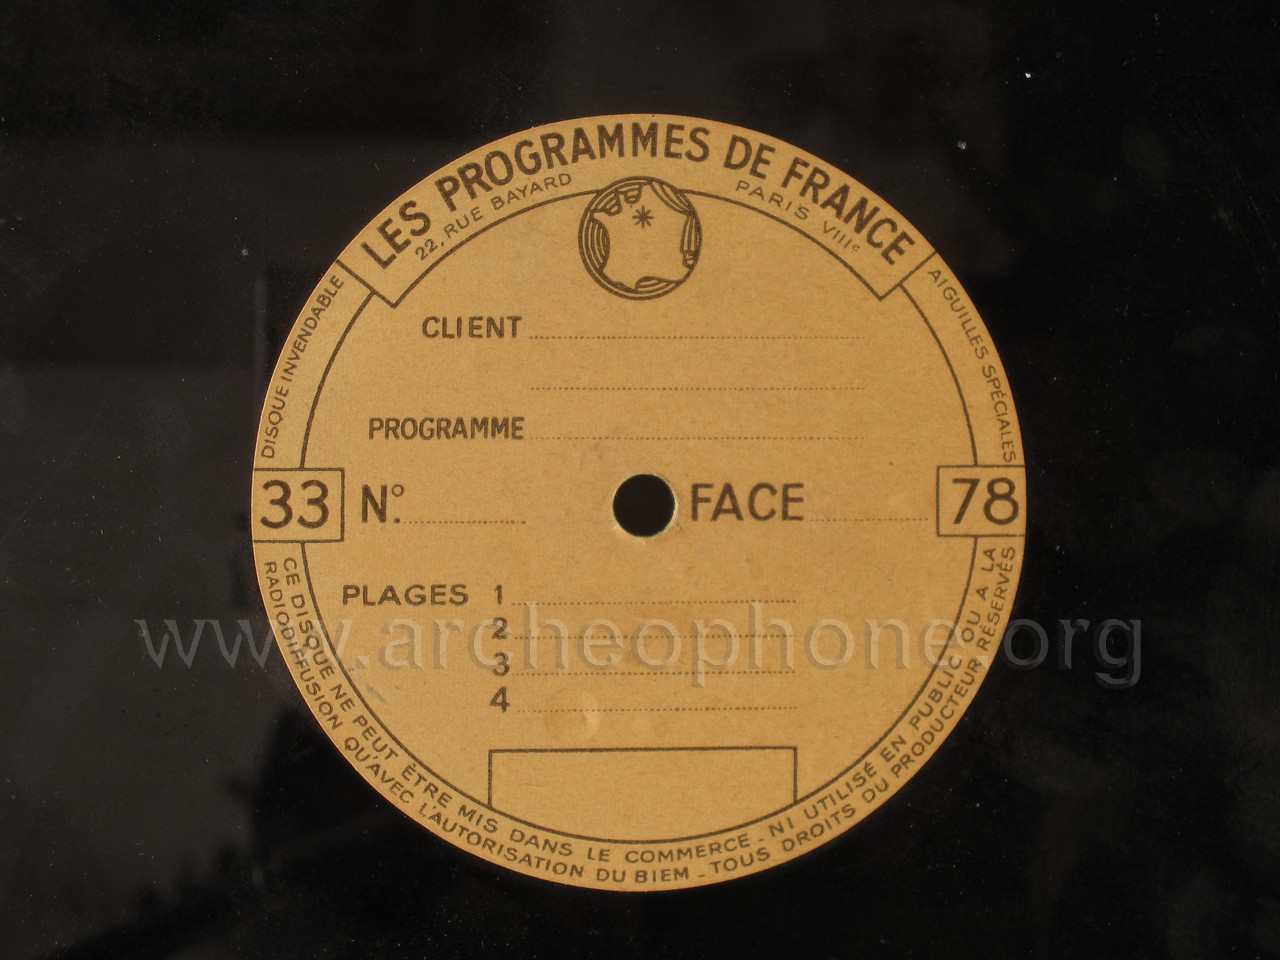 LES PROGRAMMES DE FRANCE
22, RUE BAYARD PARIS VIIIe
DISQUE INVENDABLE
AIGUILLES SPÉCIALES
CLIENT
PROGRAMME
33 N°. FACE 78
PLAGES 1
2
3
4
CE DISQUE NE PEUT ÊTRE MIS DANS LE COMMERCE - NI UTILISÉ EN PUBLIC OU A LA
RADIODIFFUSION QU'AVEC L'AUTORISATION DU BIEM - TOUS DROITS DU PRODUCTEUR RÉSERVÉS
www.archeophone.org